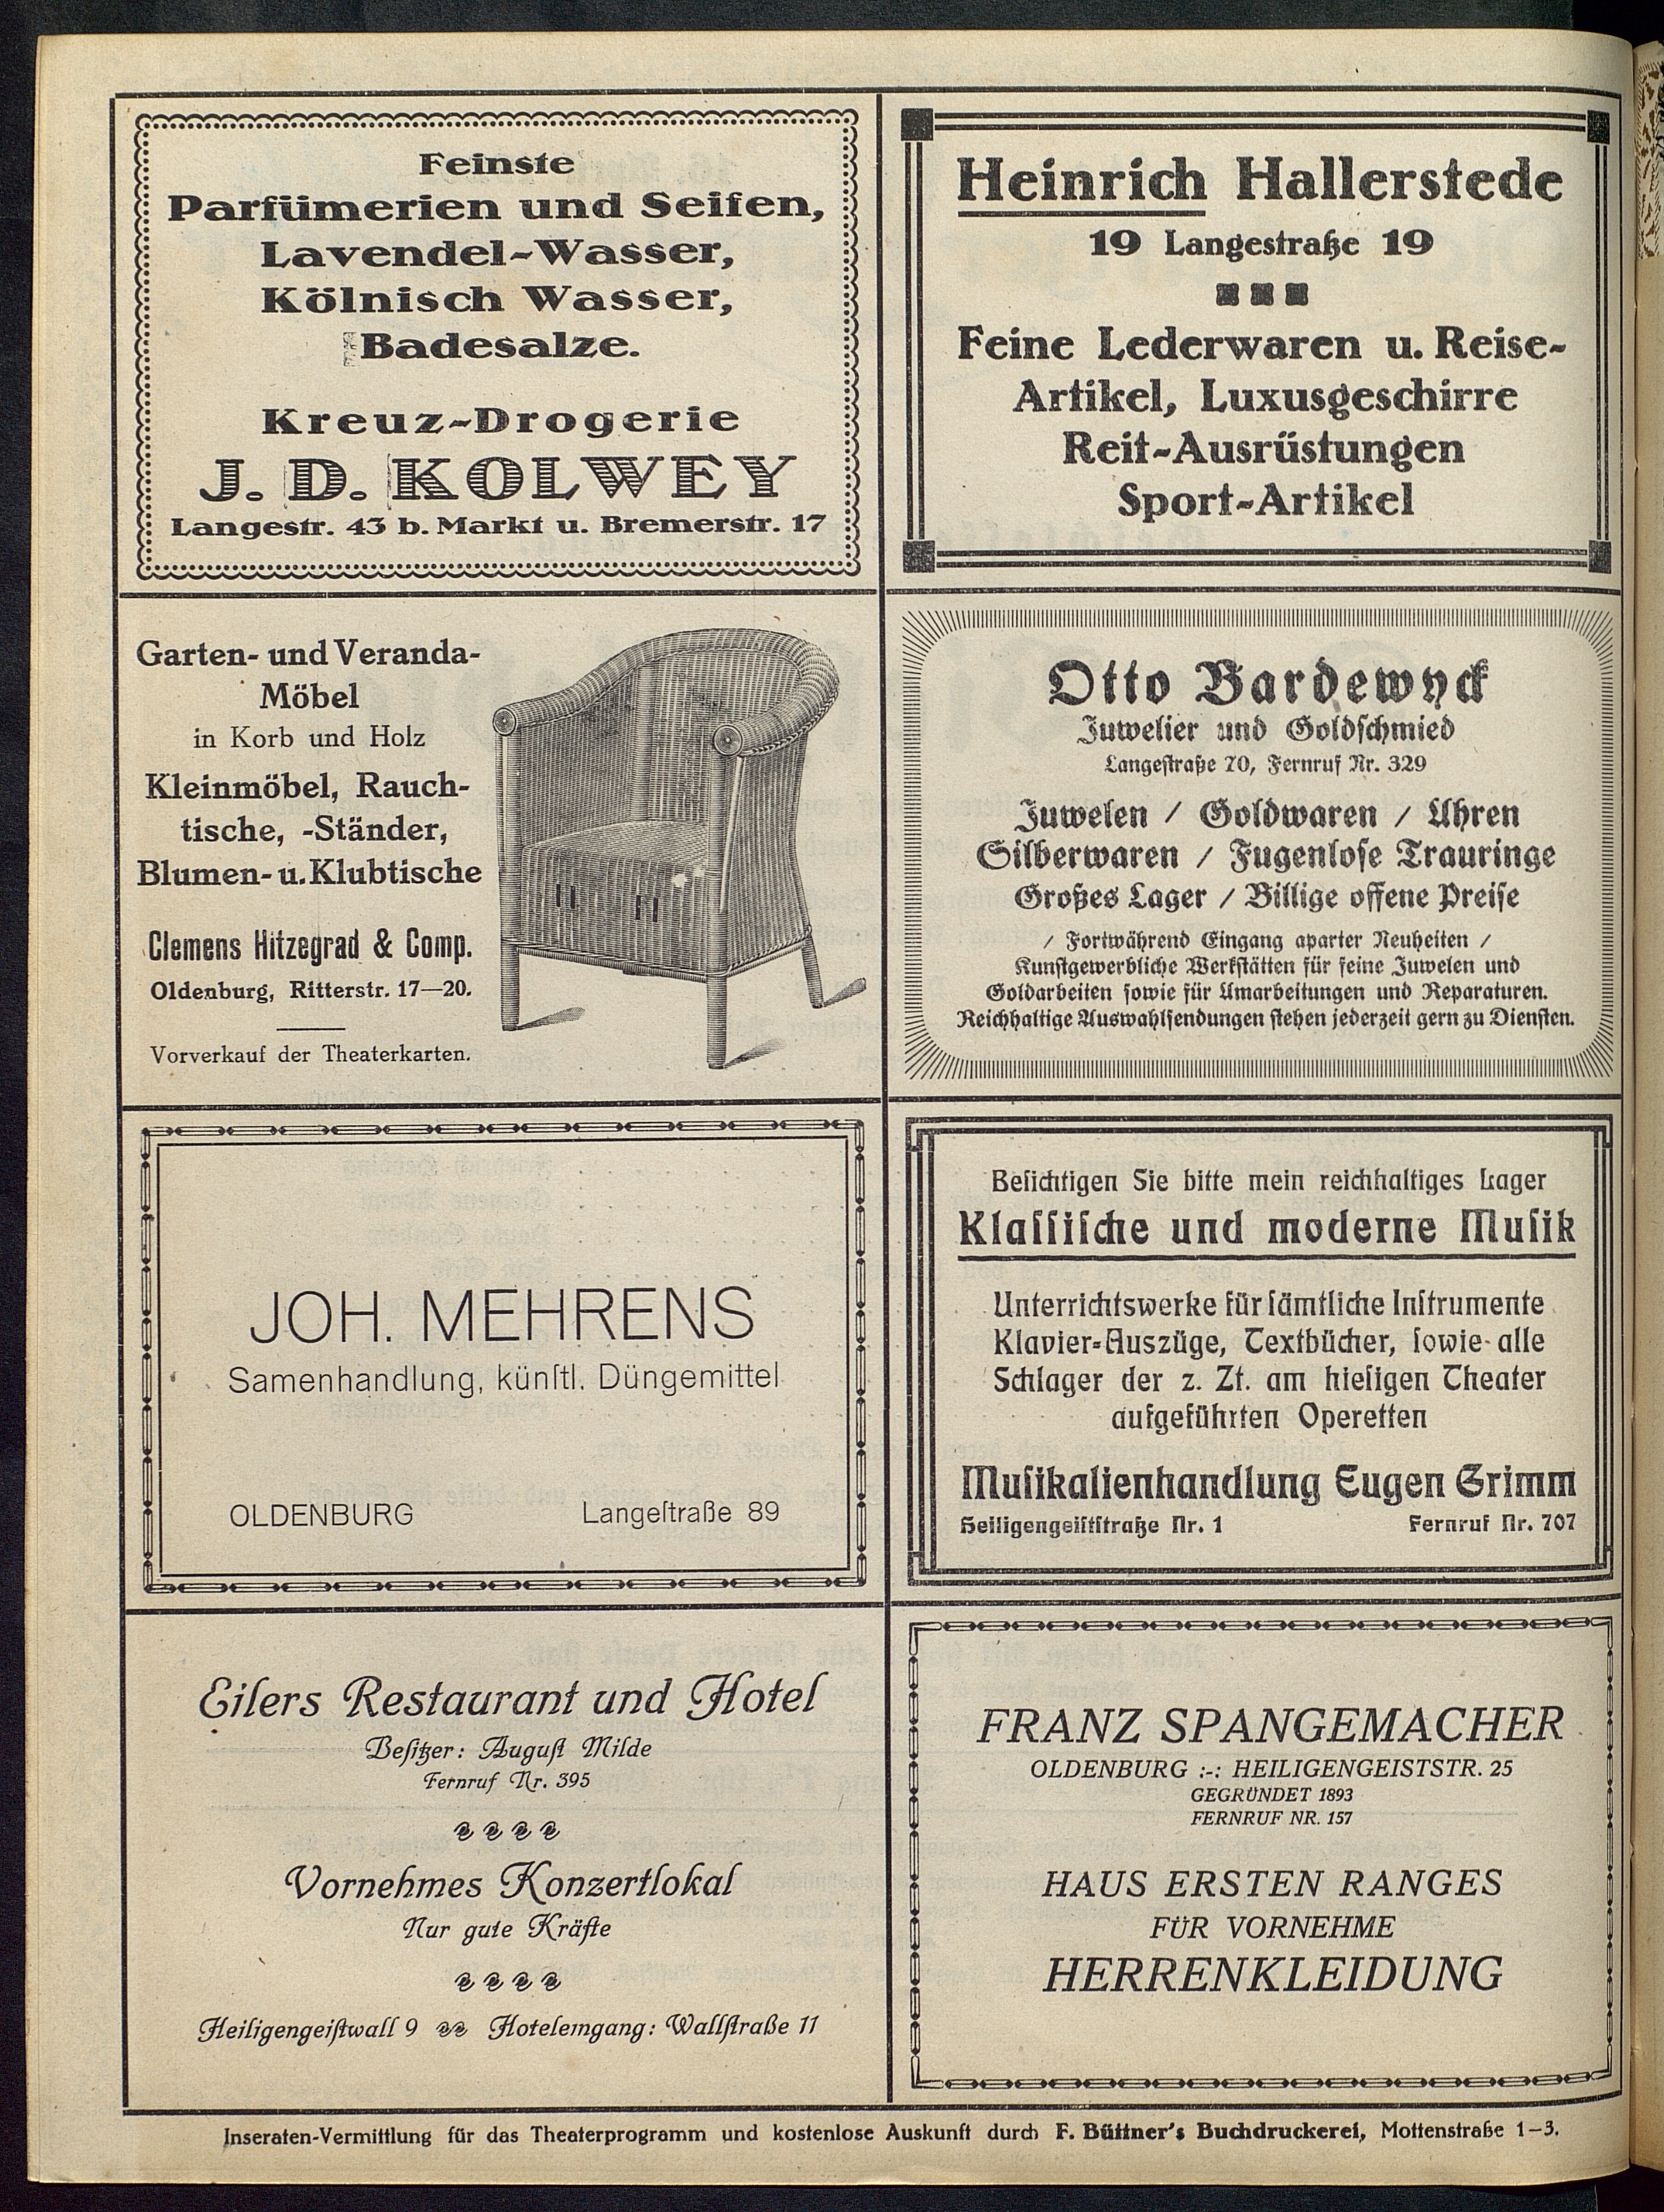 Feinste
Parfümerien und Seifen,
Lavendel-Wasser,
Kölnisch Wasser,
Badesalze.
Kreuz-Drogerie
J. D. KOLWEY
Langestr. 43 b. Markt u. Bremerstr. 17
Heinrich Hallerstede
19 Langestraße 19
Feine Lederwaren u. Reise-
Artikel, Luxusgeschirre
Reit-Ausrüstungen
Sport-Artikel
Garten- und Veranda-
Möbel
in Korb und Holz
Kleinmöbel, Rauch-
tische, -Ständer,
Blumen- u. Klubtische
Clemens Hitzegrad & Comp.
Oldenburg, Ritterstr. 17—20.
Vorverkauf der Theaterkarten.
Otto Bardewyck
Juwelier und Goldſchmied
Langeſtraße 70, Fernruf Nr. 329
Juwelen / Goldwaren / Uhren
Silberwaren / Fugenloſe Trauringe
Großes Lager / Billige offene Preiſe
/ Fortwährend Eingang aparter Neuheiten /
Kunſtgewerbliche Werkſtätten für feine Juwelen und
Goldarbeiten ſowie für Umarbeitungen und Reparaturen.
Reichhaltige Auswahlſendungen ſtehen jederzeit gern zu Dienſten.
JOH. MEHRENS
Samenhandlung, künſtl. Düngemittel
OLDENBURG Langeſtraße 89
Beſichtigen Sie bitte mein reichhaltiges Lager
Klaſſiſche und moderne Muſik
Unterrichtswerke für ſämtliche Inſtrumente
Klavier-Auszüge, Textbücher, ſowie alle
Schlager der z. Zt. am hieſigen Theater
aufgeführten Operetten
Muſikalienhandlung Eugen Grimm
Heiligengeiſtſtraße Nr. 1 Fernruf Nr. 707
Eilers Restaurant und Hotel
Beſitzer: Auguſt Milde
Fernruf Nr. 395
Vornehmes Konzertlokal
Nur gute Kräfte
Heiligengeiſtwall 9 Hoteleingang: Wallſtraße 11
FRANZ SPANGEMACHER
OLDENBURG :-: HEILIGENGEISTSTR. 25
GEGRÜNDET 1893
FERNRUF NR. 157
HAUS ERSTEN RANGES
FÜR VORNEHME
HERRENKLEIDUNG
Inseraten-Vermittlung für das Theaterprogramm und kostenlose Auskunft durch F. Büttner's Buchdruckerei, Mottenstraße 1—3.